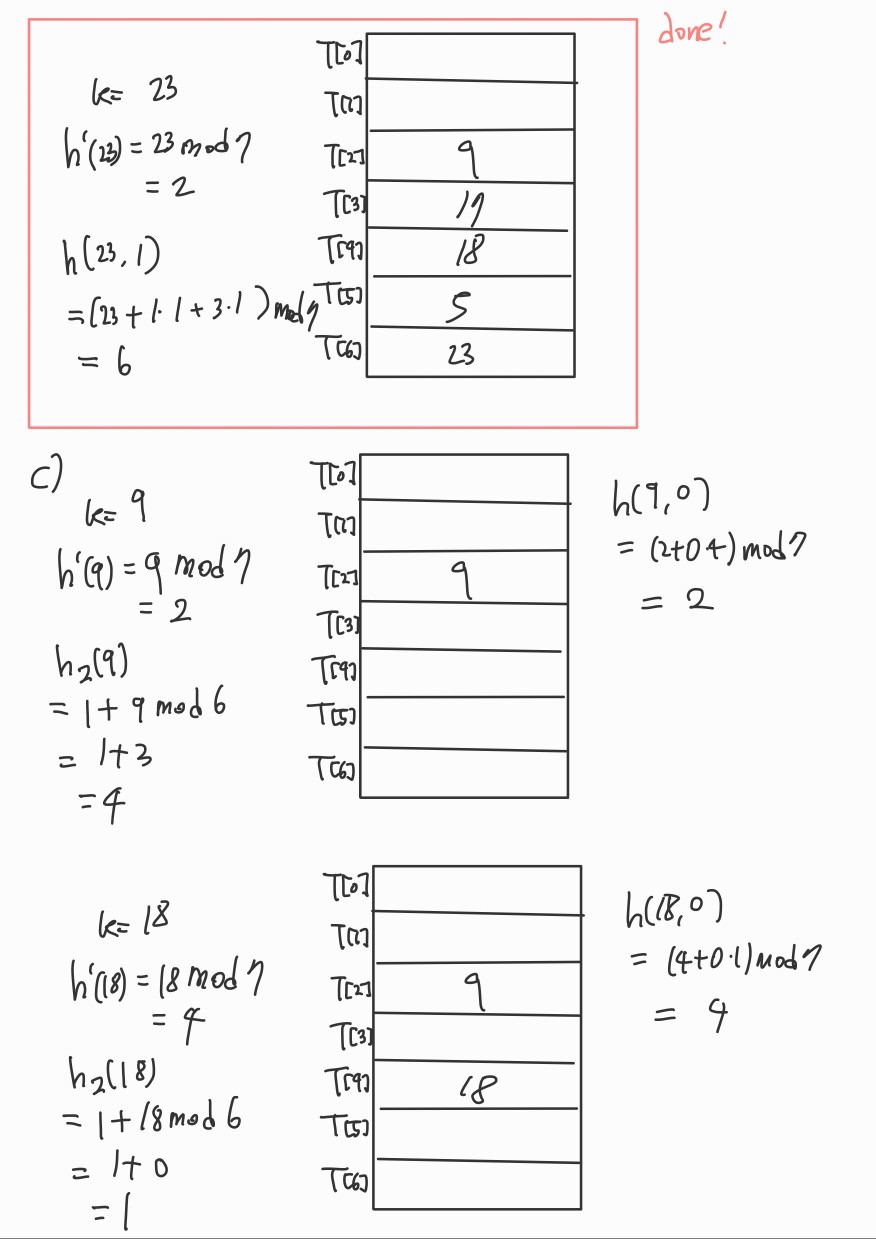 done!
k= 23
h'(23) = 23 mod 7
= 2
h(23, 1)
= (23 + 1·1 + 3·1) mod 7
= 6
T[0]
T[1]
T[2] 9
T[3] 17
T[4] 18
T[5] 5
T[6] 23
c)
k= 9
h'(9) = 9 mod 7
= 2
h2(9)
= 1 + 9 mod 6
= 1+3
= 4
T[0]
T[1]
T[2] 9
T[3]
T[4]
T[5]
T[6]
h(9, 0)
= (2+0 4) mod 7
= 2
k= 18
h'(18) = 18 mod 7
= 4
h2(18)
= 1 + 18 mod 6
= 1+ 0
= 1
T[0]
T[1]
T[2] 9
T[3]
T[4] 18
T[5]
T[6]
h(18, 0)
= (4+0·1) mod 7
= 4